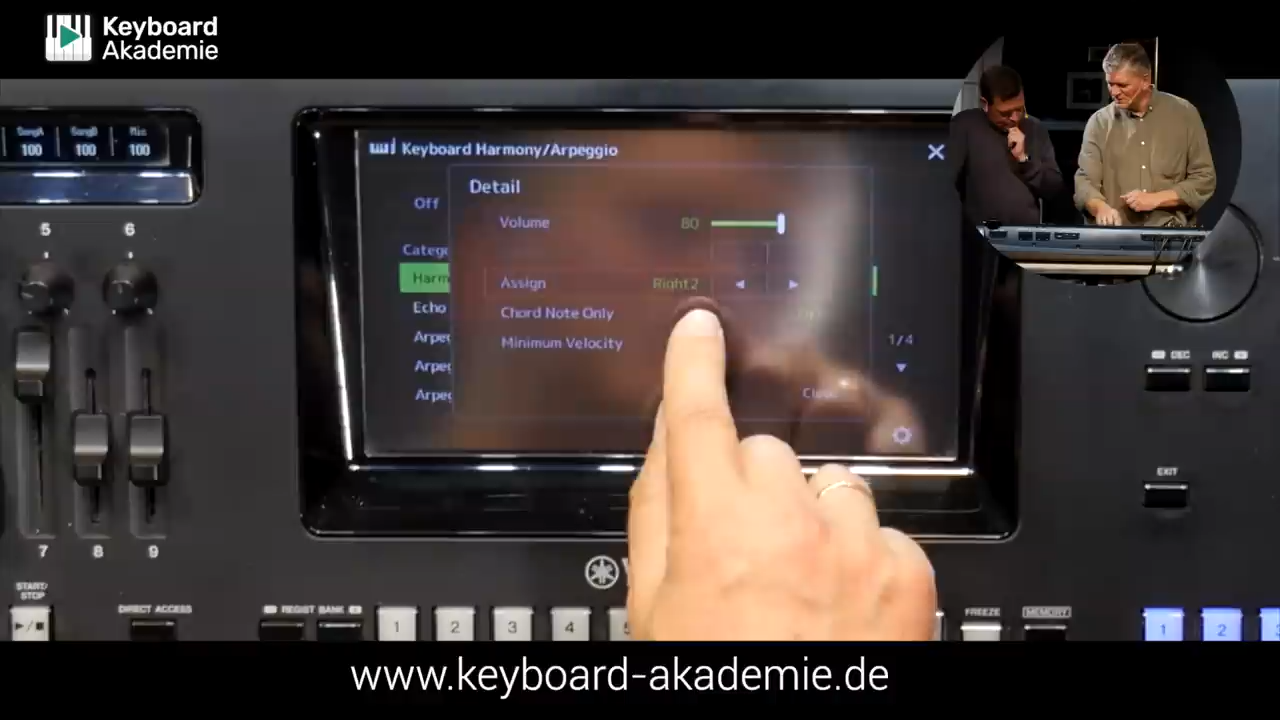 Keyboard
Akademie
SongA SongB Mic
100 100 100
Keyboard Harmony/Arpeggio
Detail
Off
Volume 80
Assign Right2
Chord Note Only
Echo
Minimum Velocity
1/4
5 6
DEC INC
EXIT
7 8 9
START/
STOP
DIRECT ACCESS
REGIST BANK
FREEZE
MEMORY
1 2 3 4
1 2
www.keyboard-akademie.de